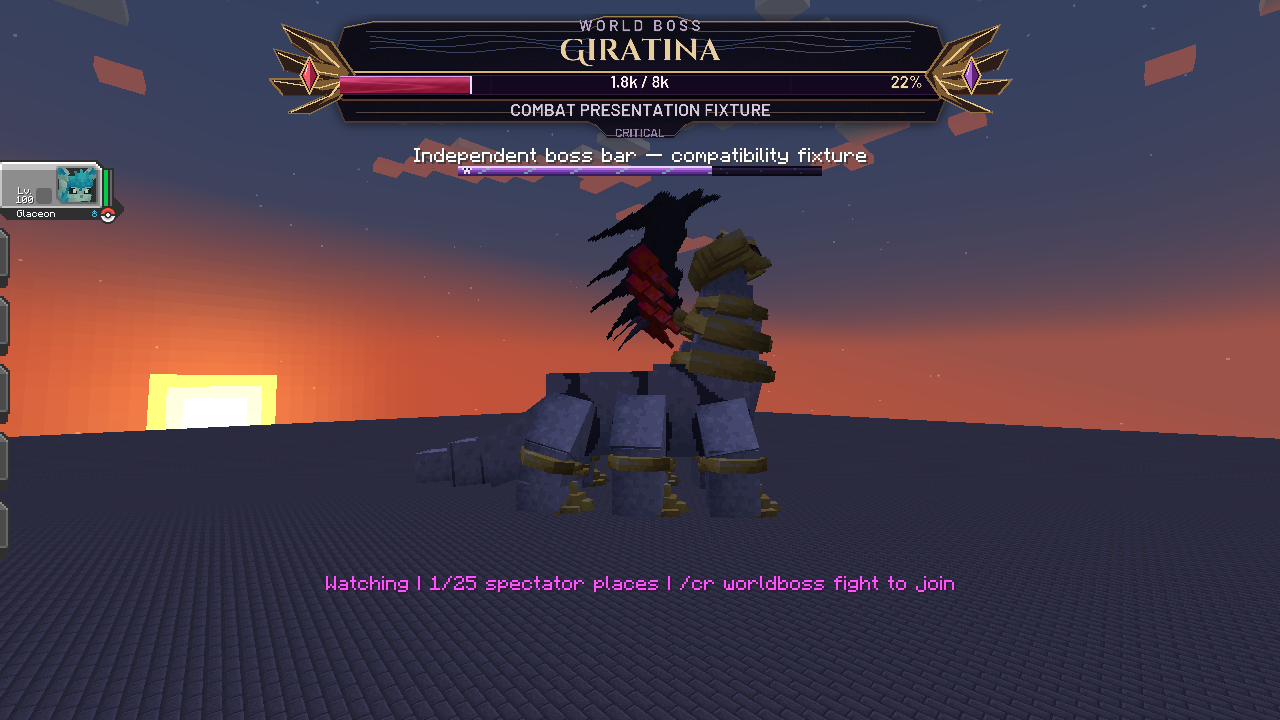 WORLD BOSS
GIRATINA
1.8k / 8k
22%
COMBAT PRESENTATION FIXTURE
CRITICAL
Independent boss bar — compatibility fixture
Lv.
100
Glaceon
Watching | 1/25 spectator places | /cr worldboss fight to join